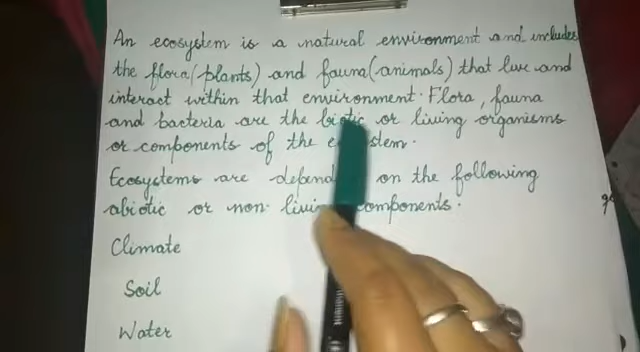 An ecosystem is a natural environment and includes
the flora (plants) and fauna (animals) that live and
interact within that environment. Flora, fauna
and bacteria are the biotic or living organisms
or components of the
Ecosystems are on the following
abiotic or non-living components.
Climate
Soil
Water